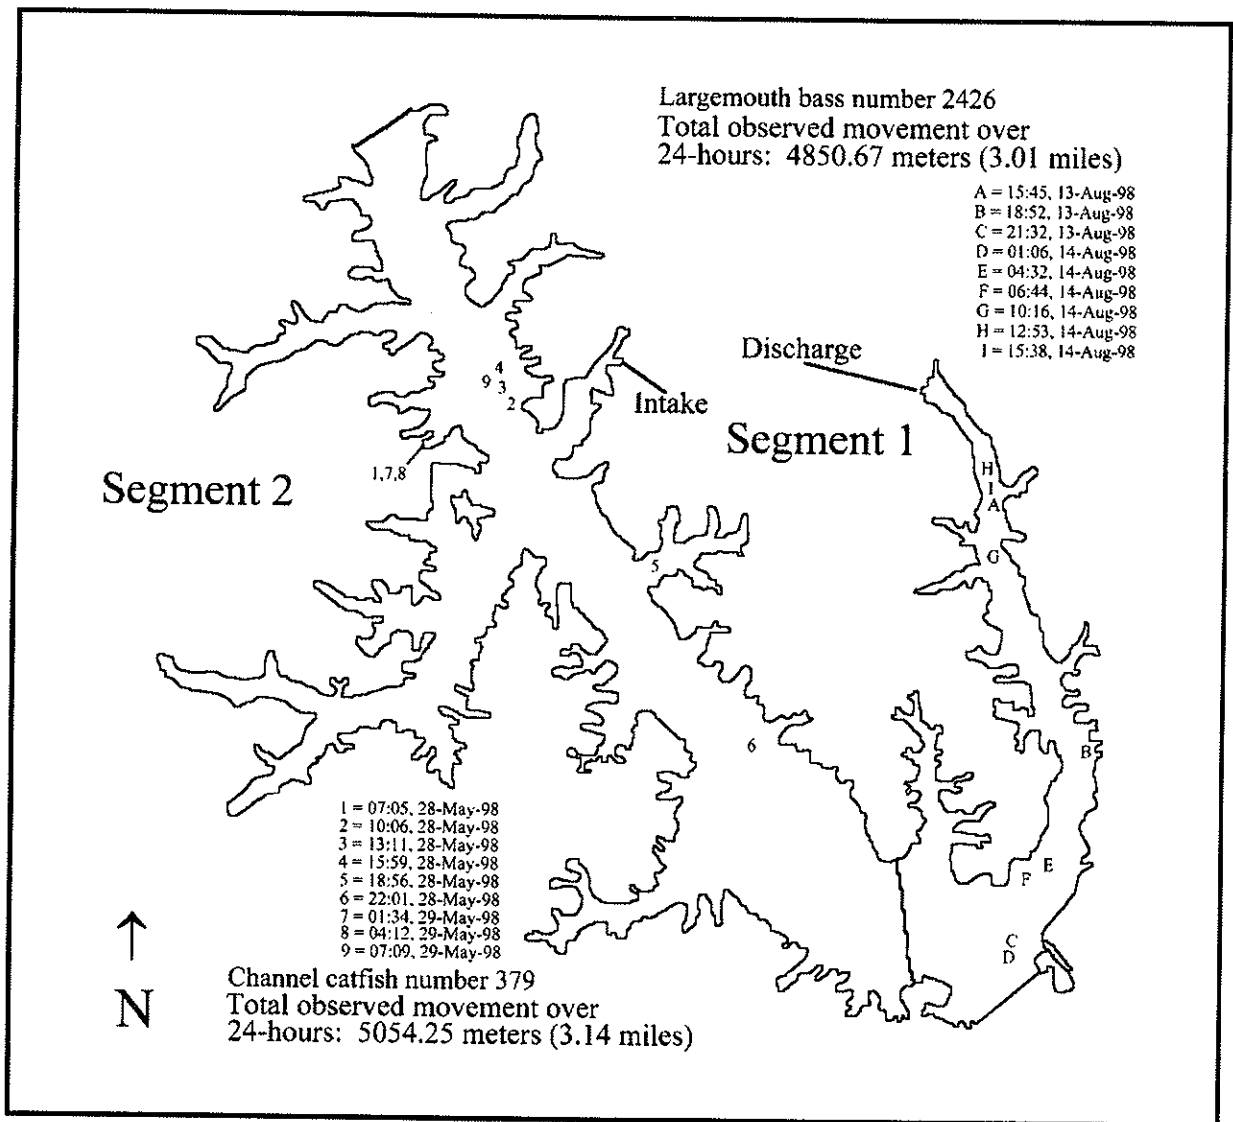 Largemouth bass number 2426
Total observed movement over
24-hours: 4850.67 meters (3.01 miles)
A = 15:45, 13-Aug-98
B = 18:52, 13-Aug-98
C = 21:32, 13-Aug-98
D = 01:06, 14-Aug-98
E = 04:32, 14-Aug-98
F = 06:44, 14-Aug-98
G = 10:16, 14-Aug-98
H = 12:53, 14-Aug-98
I = 15:38, 14-Aug-98
Discharge
Intake
Segment 1
Segment 2
4
9
3
2
1,7,8
5
6
H
I
A
G
B
E
F
C
D
1 = 07:05, 28-May-98
2 = 10:06, 28-May-98
3 = 13:11, 28-May-98
4 = 15:59, 28-May-98
5 = 18:56, 28-May-98
6 = 22:01, 28-May-98
7 = 01:34, 29-May-98
8 = 04:12, 29-May-98
9 = 07:09, 29-May-98
N
Channel catfish number 379
Total observed movement over
24-hours: 5054.25 meters (3.14 miles)